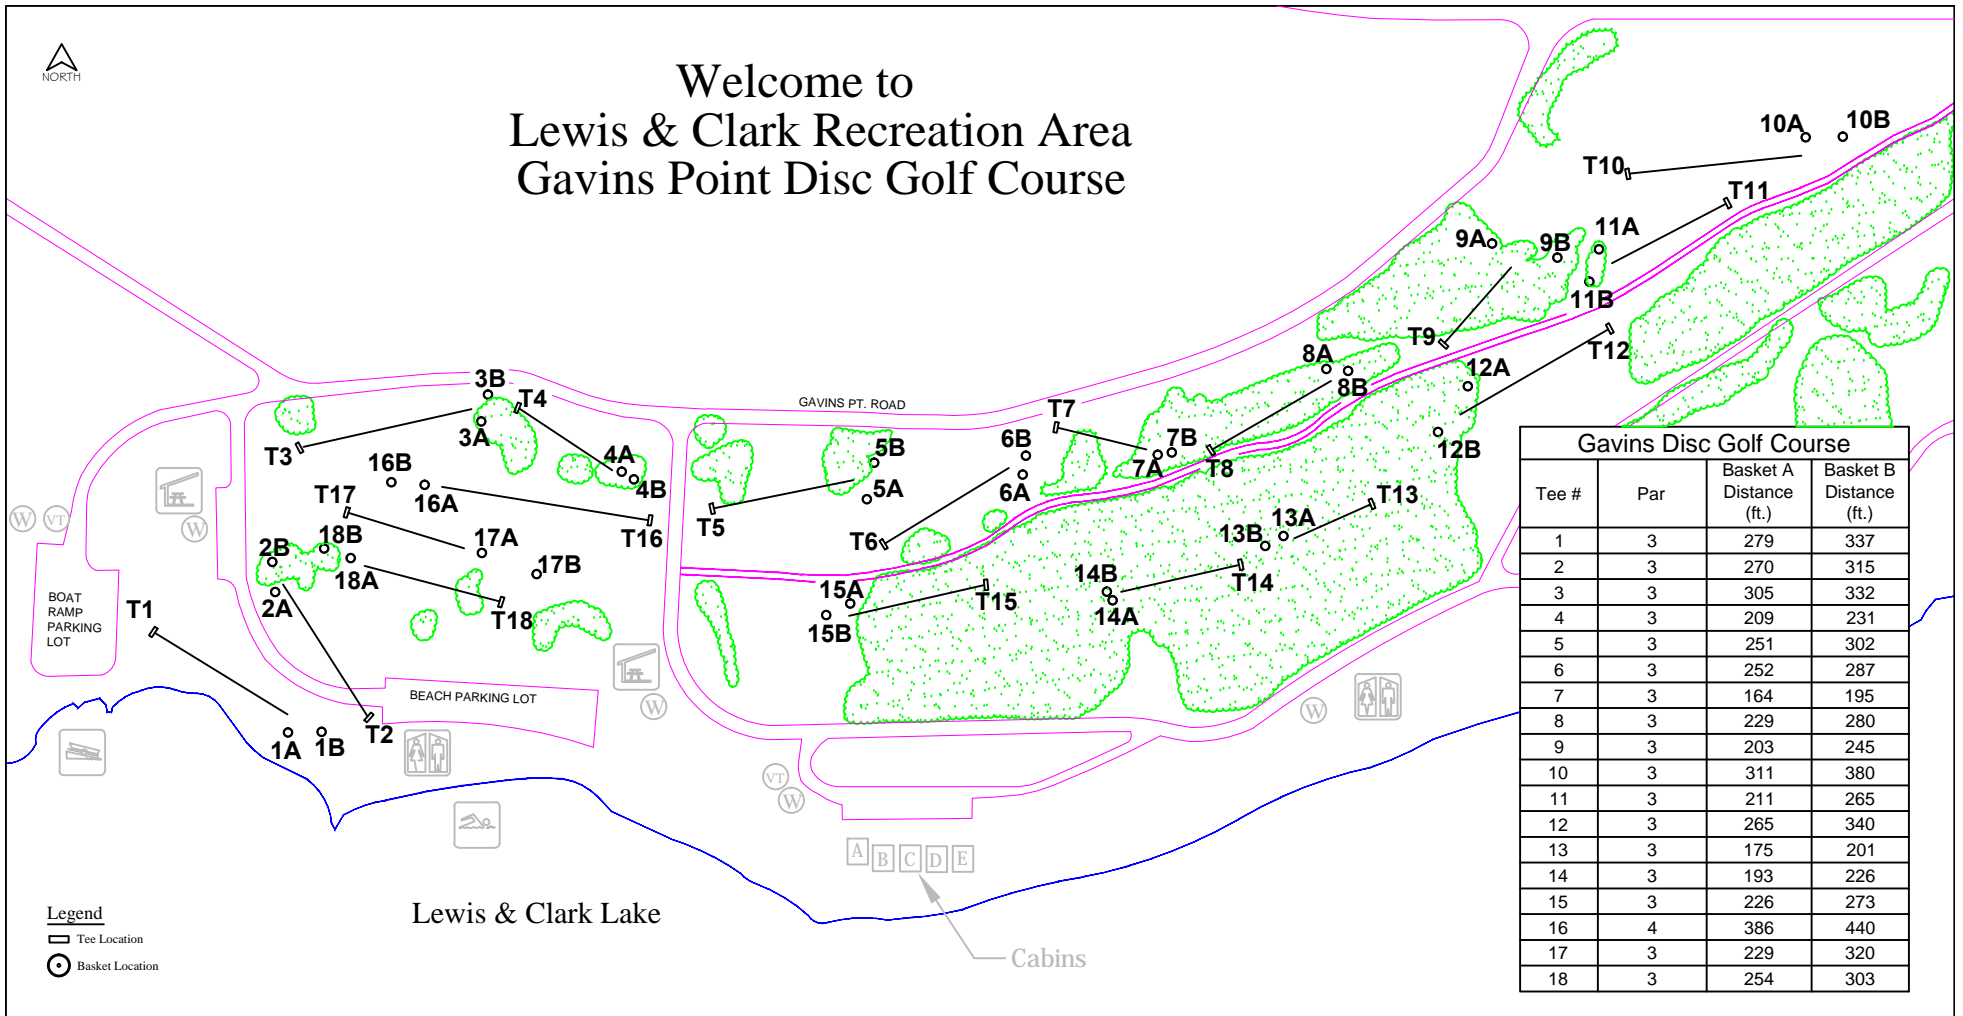 NORTH
Welcome to
Lewis & Clark Recreation Area
Gavins Point Disc Golf Course
10A
10B
T10
T11
9A
9B
11A
11B
T9
T12
8A
8B
12A
12B
3B
T4
3A
T3
GAVINS PT. ROAD
T7
7B
7A
T8
6B
6A
T6
5B
5A
T5
4A
4B
16B
16A
T16
T17
17A
17B
18B
18A
T18
2B
2A
T2
T1
1A
1B
T13
13A
13B
T14
14B
14A
T15
15A
15B
W
VT
W
BOAT
RAMP
PARKING
LOT
BEACH PARKING LOT
W
W
VT
W
A
B
C
D
E
Cabins
Lewis & Clark Lake
Legend
Tee Location
Basket Location
Gavins Disc Golf Course
Tee # Par Basket A Distance (ft.) Basket B Distance (ft.)
1 3 279 337
2 3 270 315
3 3 305 332
4 3 209 231
5 3 251 302
6 3 252 287
7 3 164 195
8 3 229 280
9 3 203 245
10 3 311 380
11 3 211 265
12 3 265 340
13 3 175 201
14 3 193 226
15 3 226 273
16 4 386 440
17 3 229 320
18 3 254 303